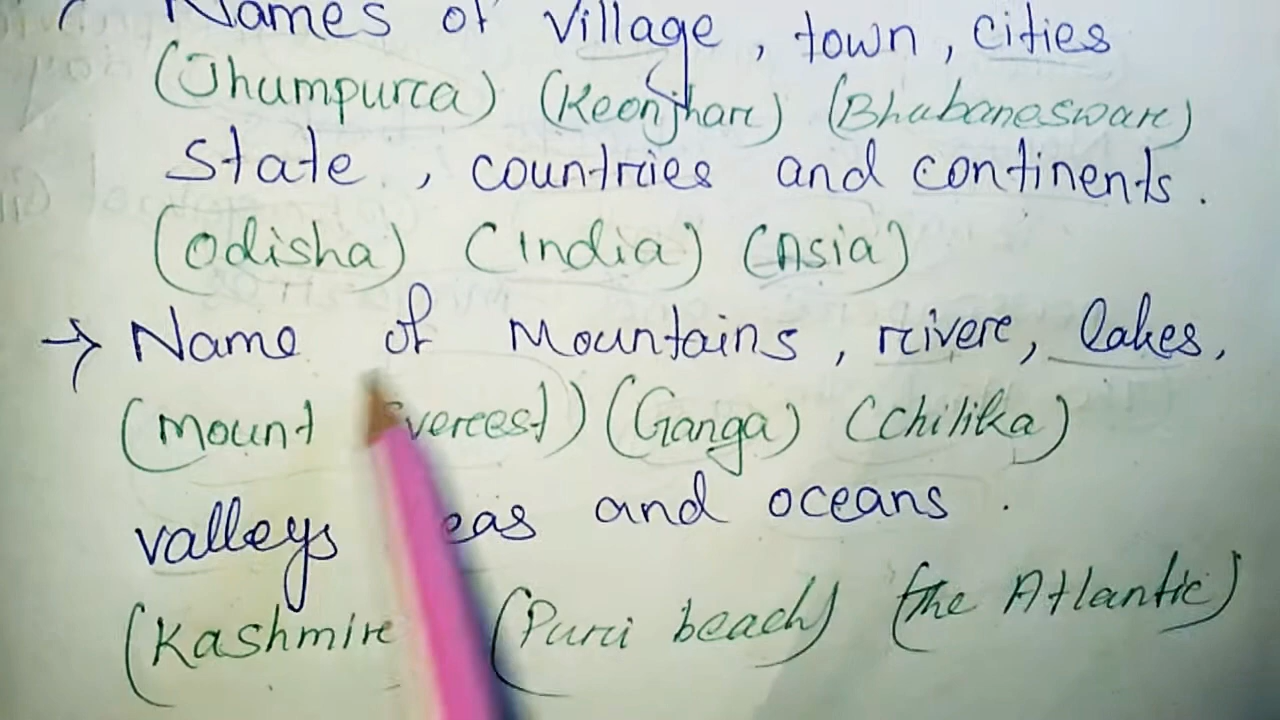 Names of village, town, cities
(Jhumpura) (Keonjhar) (Bhubaneswar)
State, countries and continents.
(Odisha) (India) (Asia)
→ Name of Mountains, river, lakes,
(Mount Everest) (Ganga) (Chilika)
valleys and oceans.
(Kashmir (Puri beach) (the Atlantic)